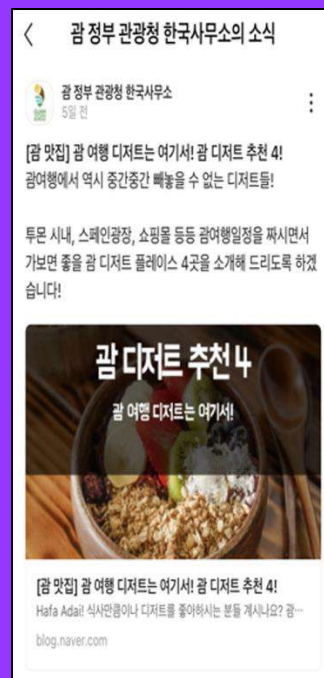 괌 정부 관광청 한국사무소의 소식
괌 정부 관광청 한국사무소
5일 전
[괌 맛집] 괌 여행 디저트는 여기서! 괌 디저트 추천 4!
괌여행에서 역시 중간중간 빼놓을 수 없는 디저트들!
투몬 시내, 스페인광장, 쇼핑몰 등등 괌여행일정을 짜시면서
가보면 좋을 괌 디저트 플레이스 4곳을 소개해 드리도록 하겠
습니다!
괌 디저트 추천 4
괌 여행 디저트는 여기서!
[괌 맛집] 괌 여행 디저트는 여기서! 괌 디저트 추천 4!
Hafa Adai! 식사만큼이나 디저트를 좋아하시는 분들 계시나요? 괌…
blog.naver.com